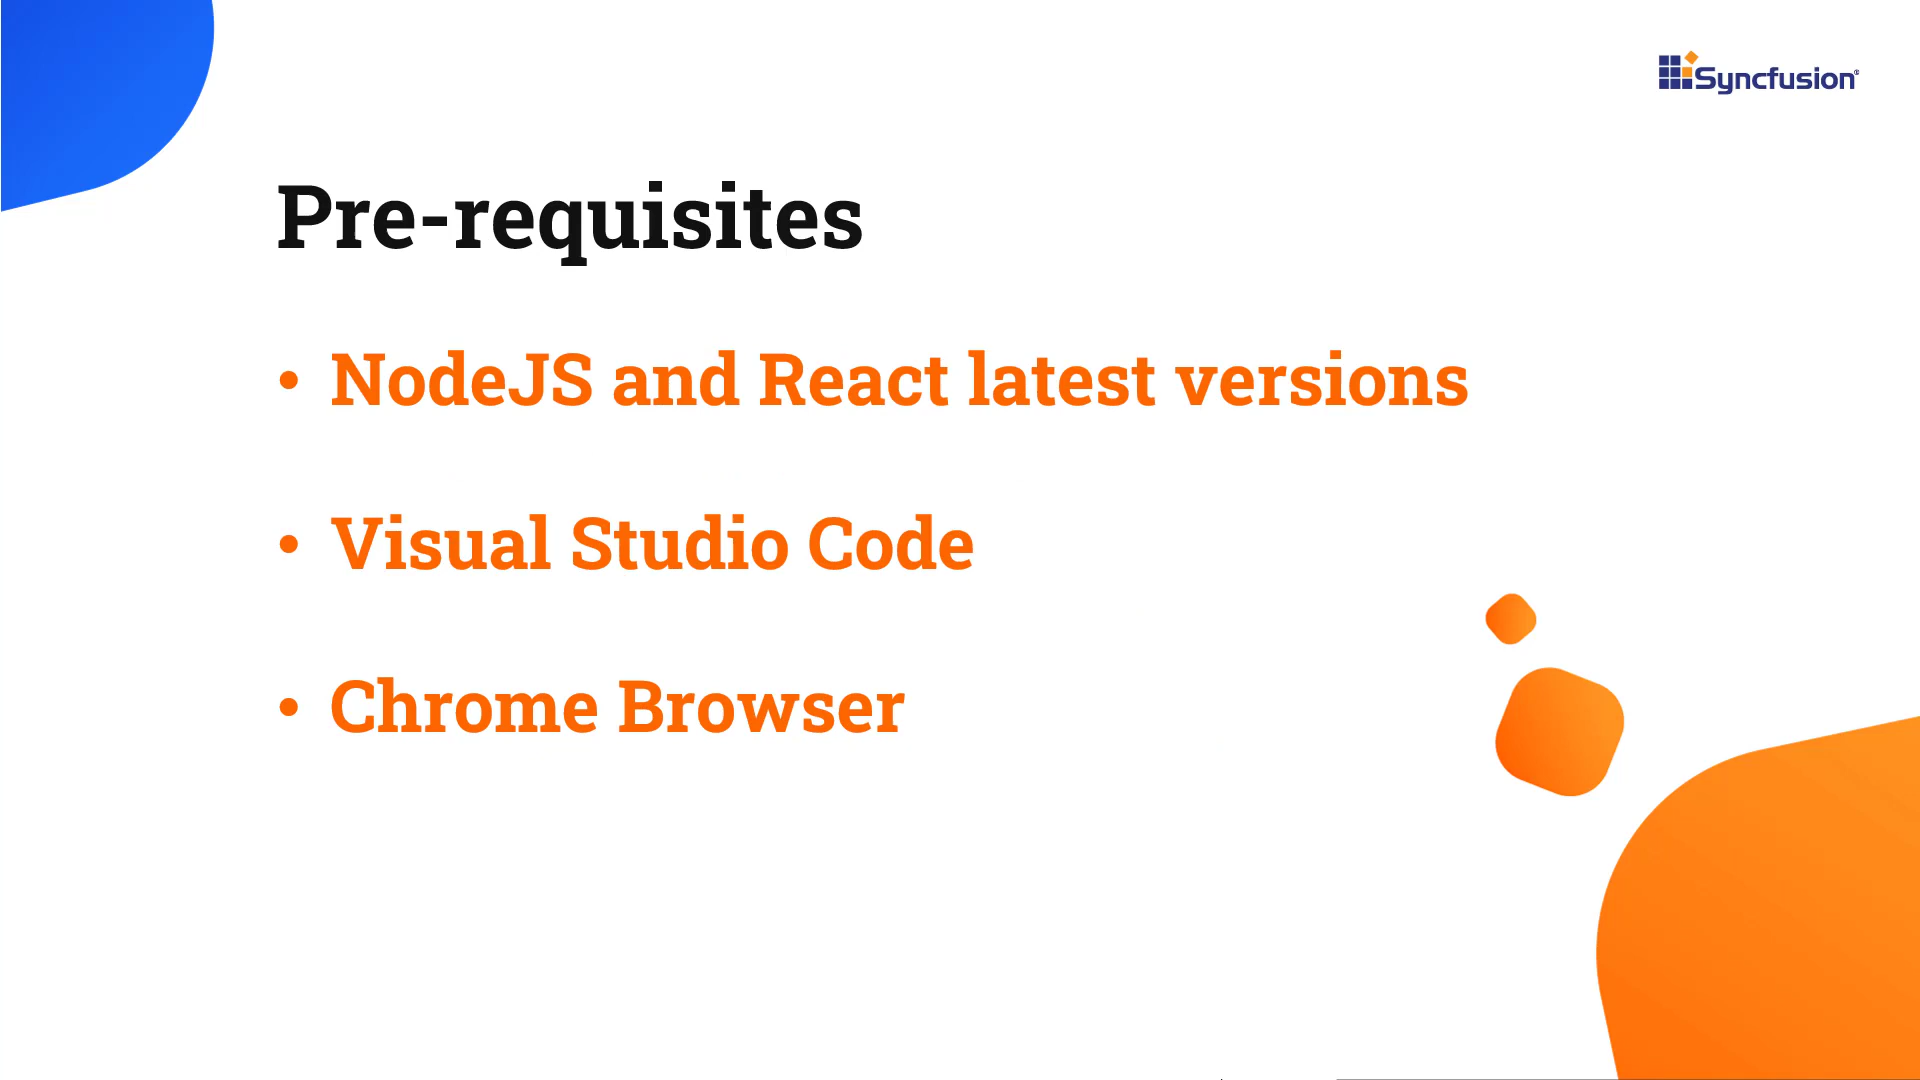 Syncfusion®
Pre-requisites
• NodeJS and React latest versions
• Visual Studio Code
• Chrome Browser